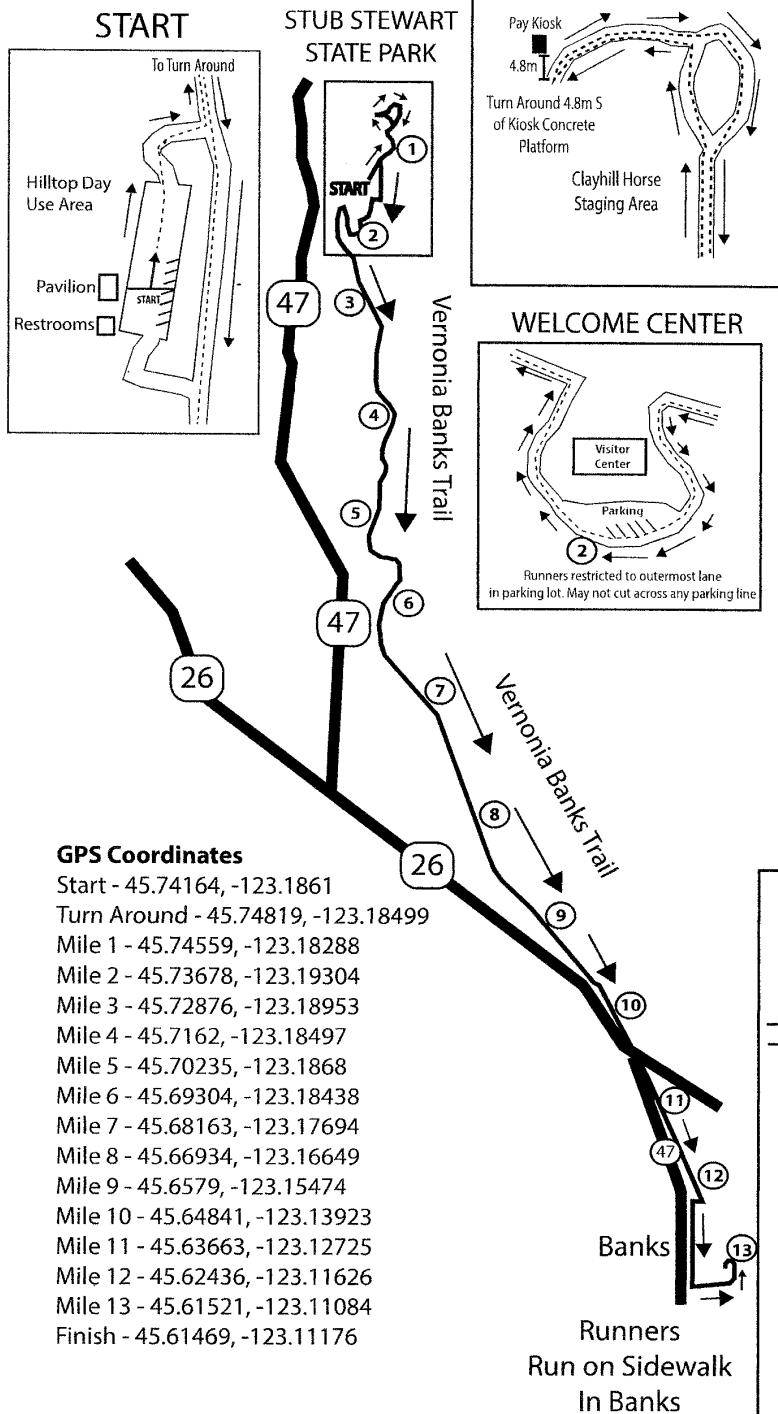 START
To Turn Around
Hilltop Day
Use Area
Pavilion
START
Restrooms
STUB STEWART
STATE PARK
1
START
2
3
47
Vernonia Banks Trail
4
5
6
47
26
7
Vernonia Banks Trail
8
26
9
10
11
47
12
Banks
13
Runners
Run on Sidewalk
In Banks
Pay Kiosk
4.8m
Turn Around 4.8m S
of Kiosk Concrete
Platform
Clayhill Horse
Staging Area
WELCOME CENTER
Visitor
Center
Parking
2
Runners restricted to outermost lane
in parking lot. May not cut across any parking line
GPS Coordinates
Start - 45.74164, -123.1861
Turn Around - 45.74819, -123.18499
Mile 1 - 45.74559, -123.18288
Mile 2 - 45.73678, -123.19304
Mile 3 - 45.72876, -123.18953
Mile 4 - 45.7162, -123.18497
Mile 5 - 45.70235, -123.1868
Mile 6 - 45.69304, -123.18438
Mile 7 - 45.68163, -123.17694
Mile 8 - 45.66934, -123.16649
Mile 9 - 45.6579, -123.15474
Mile 10 - 45.64841, -123.13923
Mile 11 - 45.63663, -123.12725
Mile 12 - 45.62436, -123.11626
Mile 13 - 45.61521, -123.11084
Finish - 45.61469, -123.11176